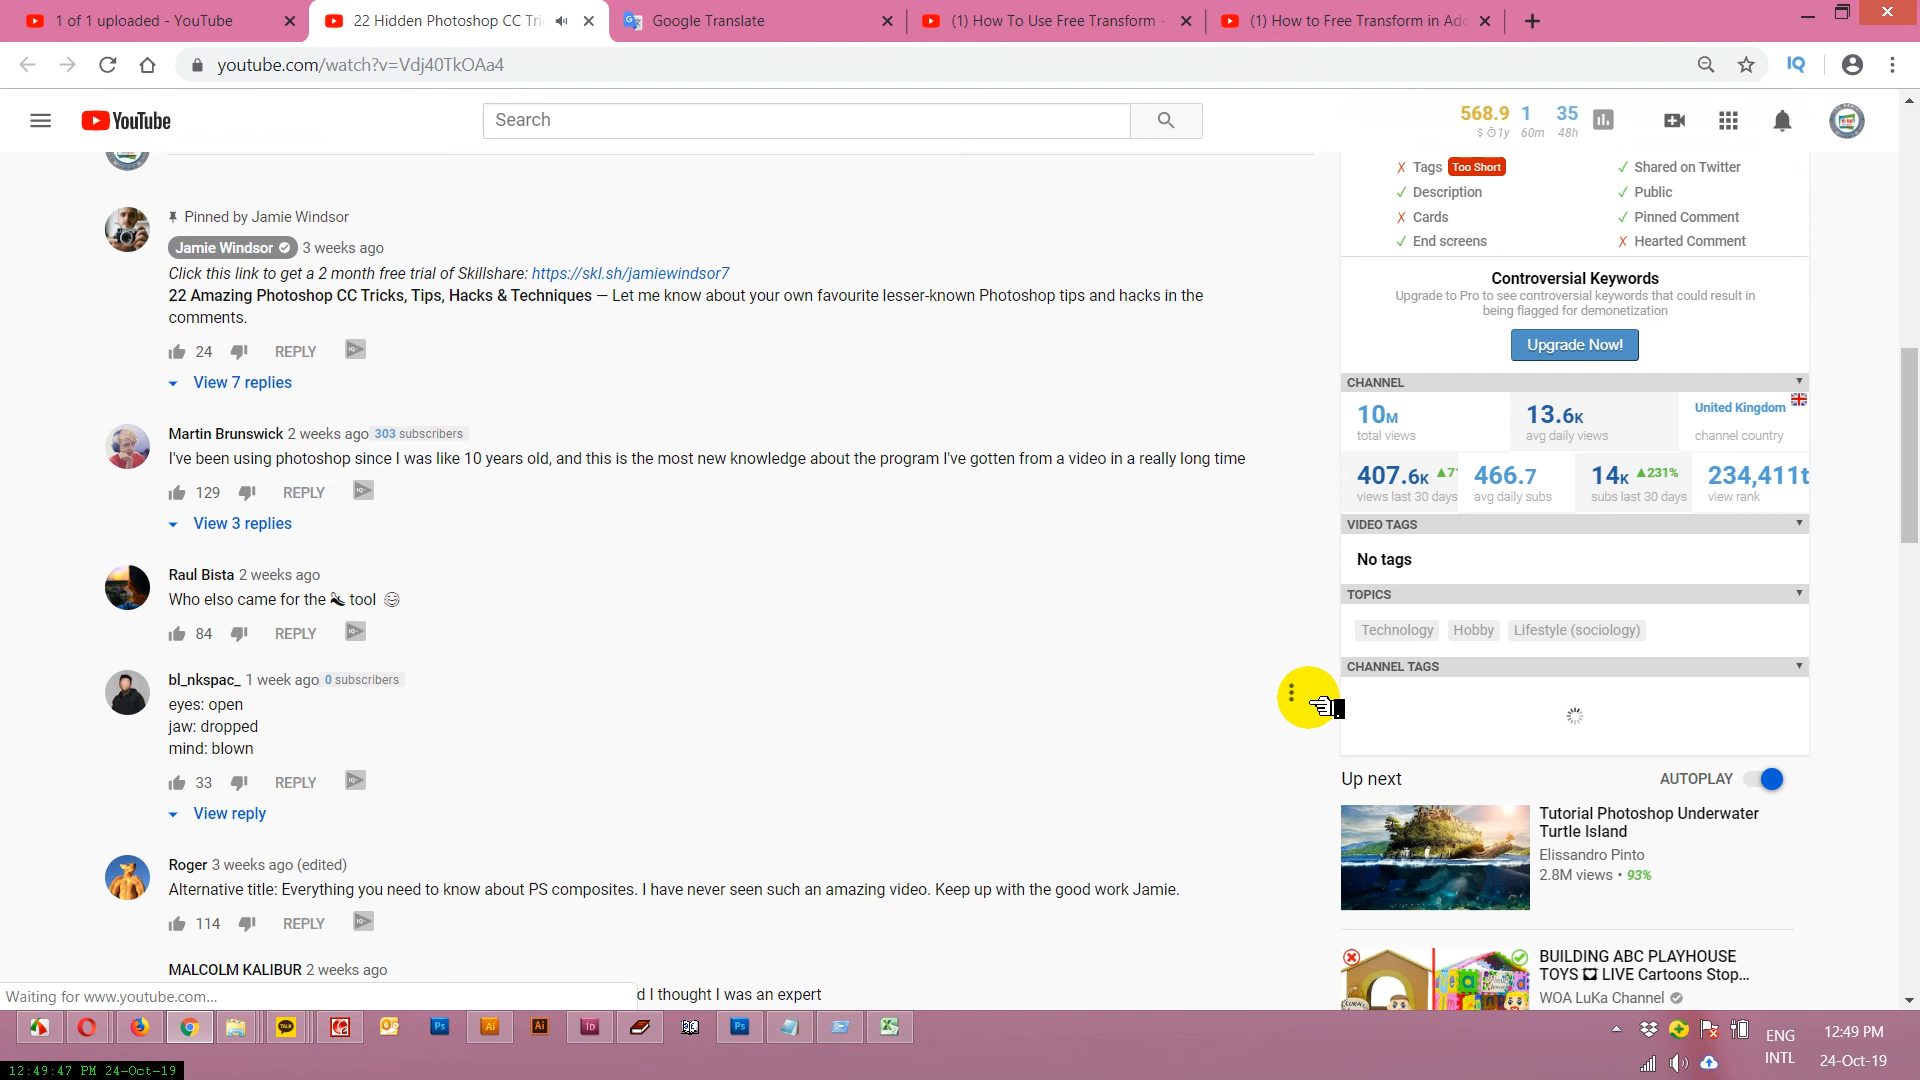 1 of 1 uploaded - YouTube
22 Hidden Photoshop CC Tri
Google Translate
(1) How To Use Free Transform -
(1) How to Free Transform in Ad
youtube.com/watch?v=Vdj40TkOAa4
IQ
YouTube
Search
568.9 1 35
$ 1y 60m 48h
Tags Too Short
Shared on Twitter
Description
Public
Cards
Pinned Comment
End screens
Hearted Comment
Controversial Keywords
Upgrade to Pro to see controversial keywords that could result in
being flagged for demonetization
Upgrade Now!
Pinned by Jamie Windsor
Jamie Windsor 3 weeks ago
Click this link to get a 2 month free trial of Skillshare: https://skl.sh/jamiewindsor7
22 Amazing Photoshop CC Tricks, Tips, Hacks & Techniques — Let me know about your own favourite lesser-known Photoshop tips and hacks in the
comments.
24 REPLY
View 7 replies
Martin Brunswick 2 weeks ago 303 subscribers
I've been using photoshop since I was like 10 years old, and this is the most new knowledge about the program I've gotten from a video in a really long time
129 REPLY
View 3 replies
Raul Bista 2 weeks ago
Who elso came for the tool
84 REPLY
bl_nkspac_ 1 week ago 0 subscribers
eyes: open
jaw: dropped
mind: blown
33 REPLY
View reply
Roger 3 weeks ago (edited)
Alternative title: Everything you need to know about PS composites. I have never seen such an amazing video. Keep up with the good work Jamie.
114 REPLY
MALCOLM KALIBUR 2 weeks ago
d I thought I was an expert
CHANNEL
10M
total views
13.6K
avg daily views
United Kingdom
channel country
407.6K ▲7
views last 30 days
466.7
avg daily subs
14K ▲231%
subs last 30 days
234,411t
view rank
VIDEO TAGS
No tags
TOPICS
Technology Hobby Lifestyle (sociology)
CHANNEL TAGS
Up next
AUTOPLAY
Tutorial Photoshop Underwater
Turtle Island
Elissandro Pinto
2.8M views • 93%
BUILDING ABC PLAYHOUSE
TOYS LIVE Cartoons Stop...
WOA LuKa Channel
Waiting for www.youtube.com...
TALK
Ps
Ai
Ai
Id
Ps
ENG
INTL
12:49 PM
24-Oct-19
12:49:47 PM 24-Oct-19